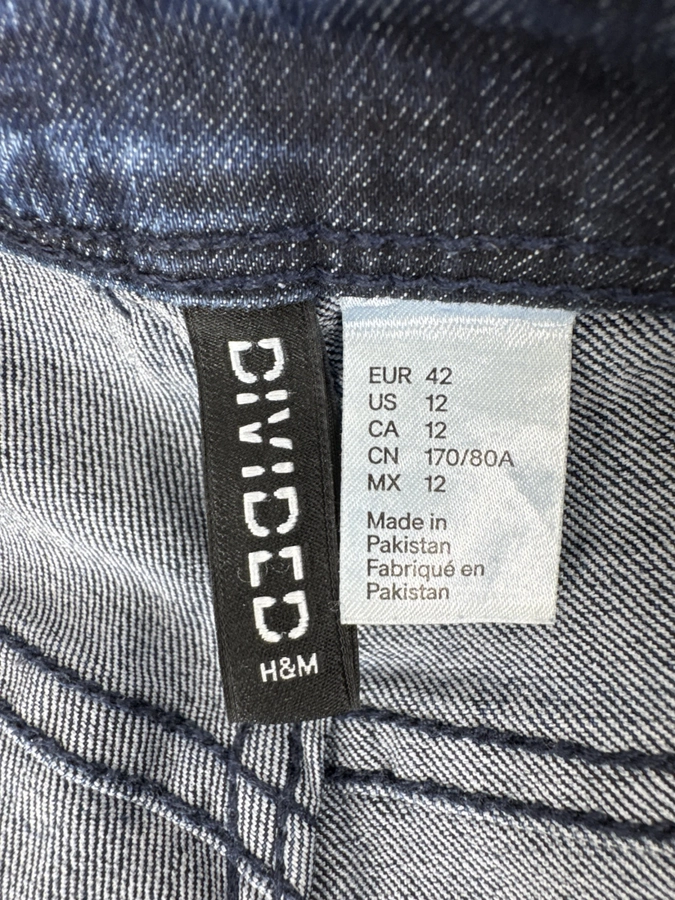 DIVIDED
H&M
EUR 42
US 12
CA 12
CN 170/80A
MX 12
Made in
Pakistan
Fabriqué en
Pakistan